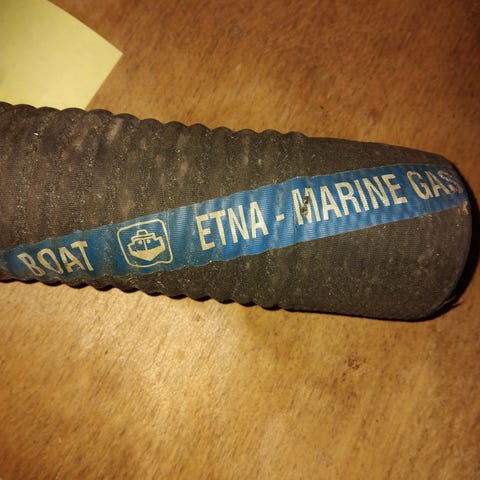 BOAT ETNA - MARINE GAS